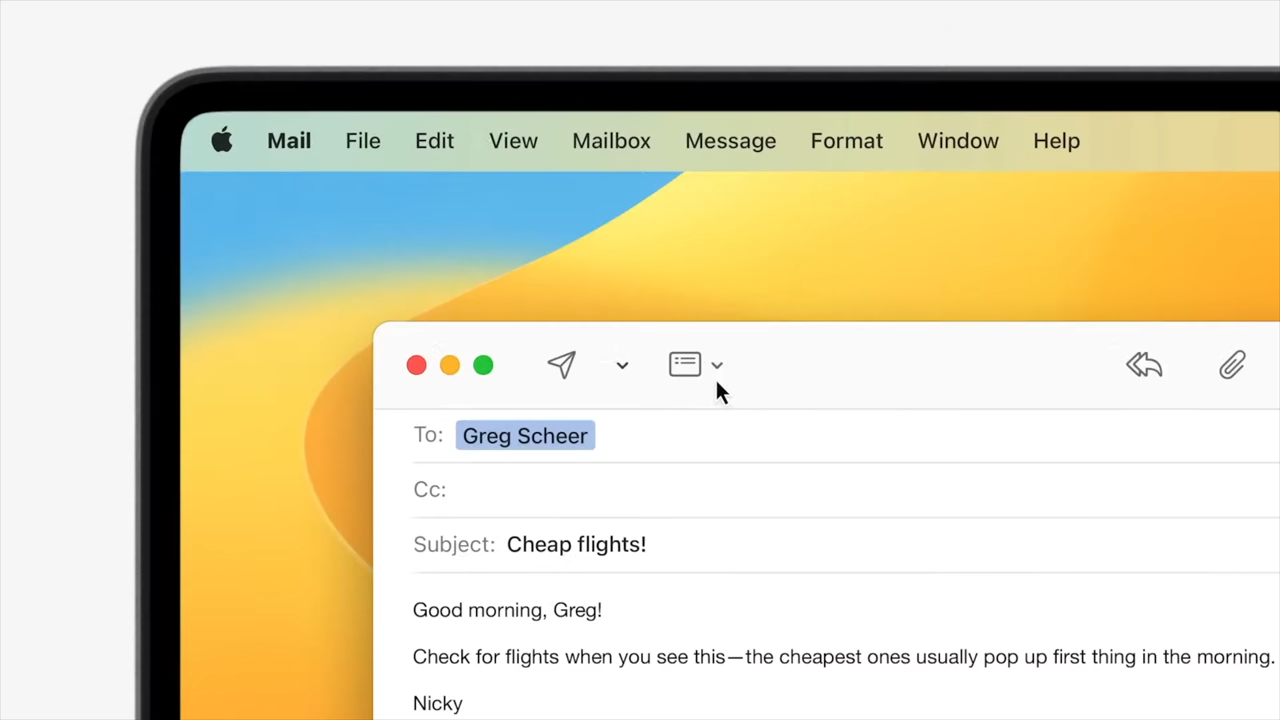 Mail File Edit View Mailbox Message Format Window Help
To: Greg Scheer
Cc:
Subject: Cheap flights!
Good morning, Greg!
Check for flights when you see this—the cheapest ones usually pop up first thing in the morning.
Nicky